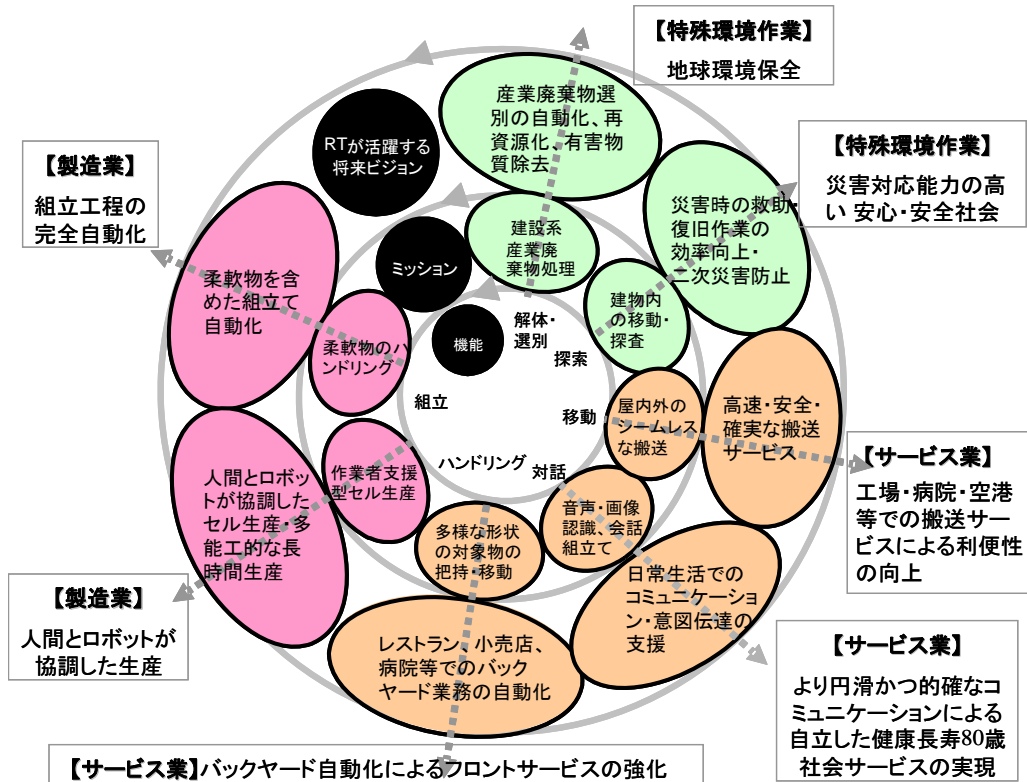 【特殊環境作業】
地球環境保全
産業廃棄物選
別の自動化、再
資源化、有害物
質除去
RTが活躍する
将来ビジョン
【製造業】
組立工程の
完全自動化
【特殊環境作業】
災害対応能力の高
い 安心・安全社会
災害時の救助・
復旧作業の
効率向上・
二次災害防止
建設系
産業廃
棄物処理
ミッション
柔軟物を含
めた組立て
自動化
建物内
の移動・
探査
解体・
選別
機能
柔軟物のハ
ンドリング
探索
組立
移動
屋内外の
シームレス
な搬送
高速・安全・
確実な搬送
サービス
ハンドリング
対話
【サービス業】
工場・病院・空港
等での搬送サー
ビスによる利便性
の向上
人間とロボッ
トが協調した
セル生産・多
能工的な長
時間生産
作業者支援
型セル生産
音声・画像
認識、会話
組立て
多様な形状
の対象物の
把持・移動
日常生活での
コミュニケーショ
ン・意図伝達の
支援
【製造業】
人間とロボットが
協調した生産
レストラン、小売店、
病院等でのバック
ヤード業務の自動化
【サービス業】
より円滑かつ的確なコ
ミュニケーションによる
自立した健康長寿80歳
社会サービスの実現
【サービス業】バックヤード自動化によるフロントサービスの強化